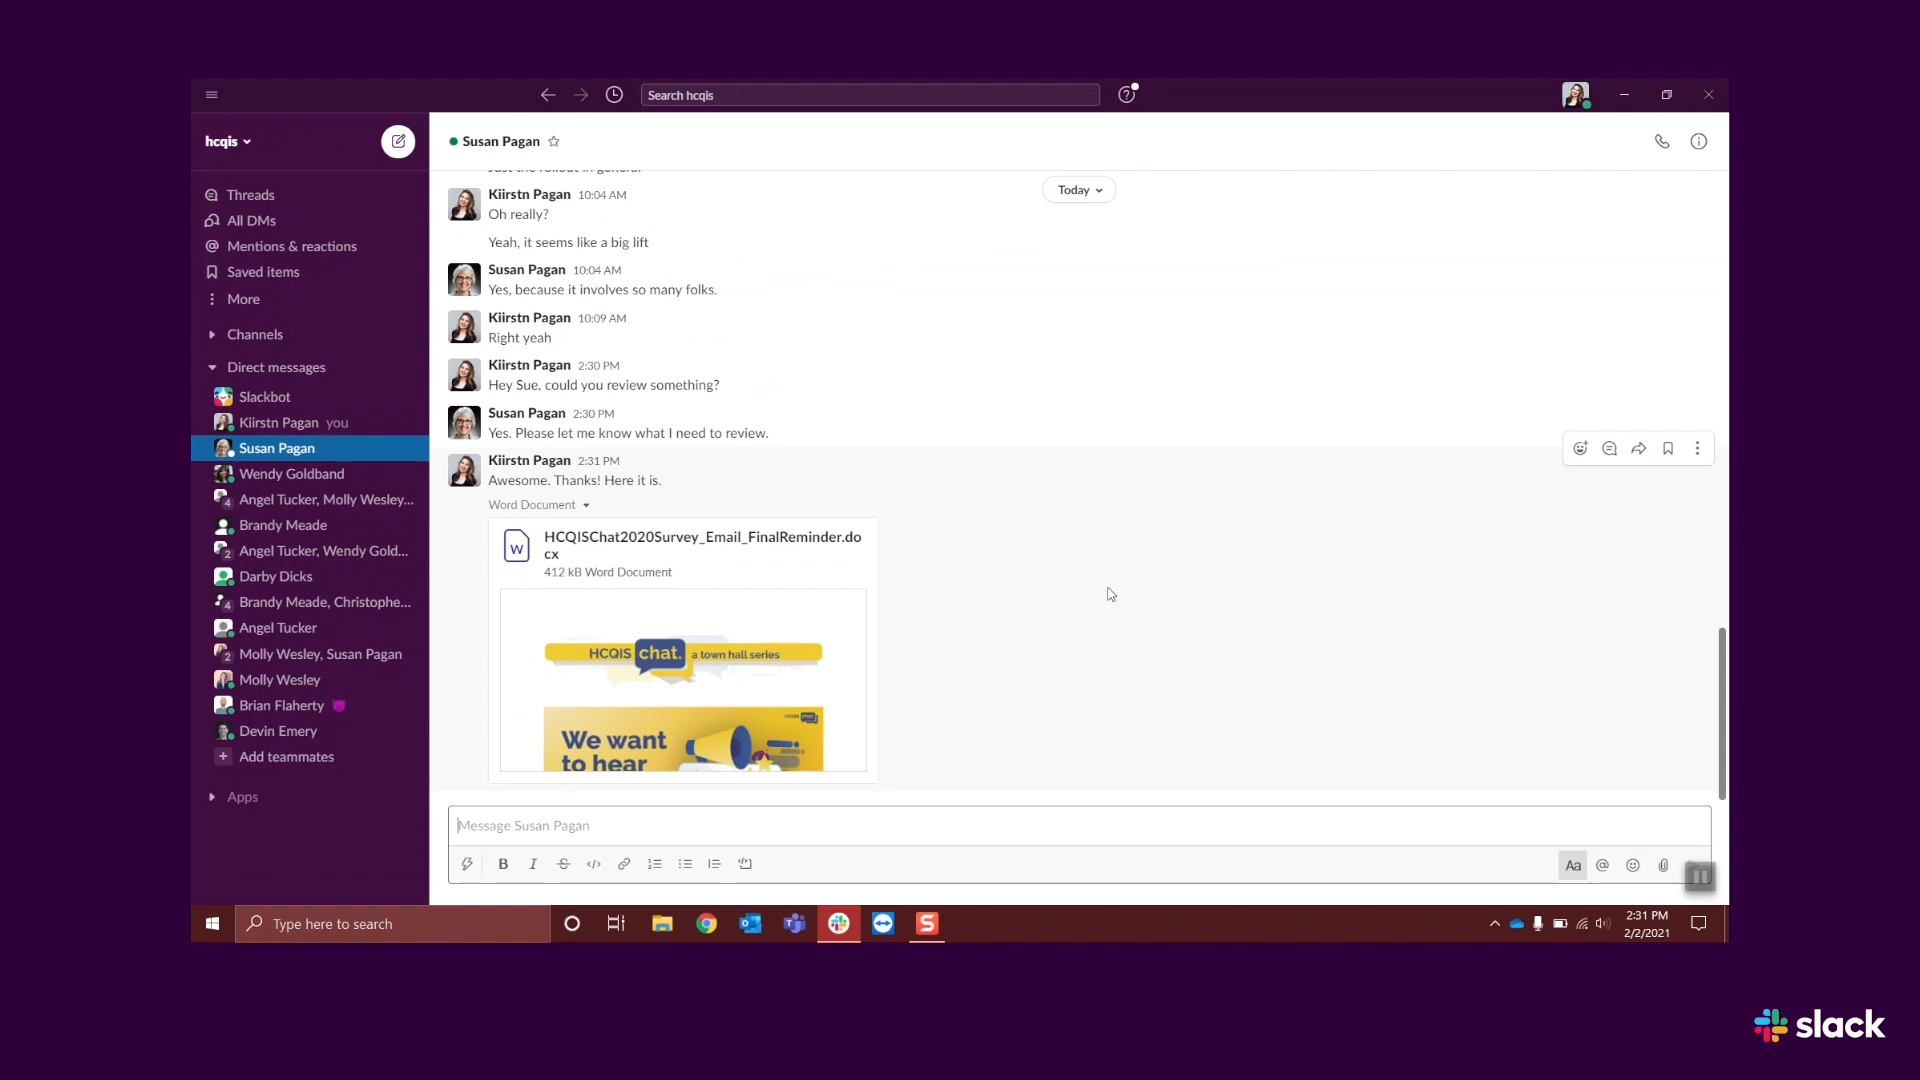 Search hcqis
hcqis
Threads
All DMs
Mentions & reactions
Saved items
More
Channels
Direct messages
Slackbot
Kiirstn Pagan you
Susan Pagan
Wendy Goldband
4 Angel Tucker, Molly Wesley...
Brandy Meade
2 Angel Tucker, Wendy Gold...
Darby Dicks
4 Brandy Meade, Christophe...
Angel Tucker
2 Molly Wesley, Susan Pagan
Molly Wesley
Brian Flaherty
Devin Emery
+ Add teammates
Apps
Susan Pagan
Today
Kiirstn Pagan 10:04 AM
Oh really?
Yeah, it seems like a big lift
Susan Pagan 10:04 AM
Yes, because it involves so many folks.
Kiirstn Pagan 10:09 AM
Right yeah
Kiirstn Pagan 2:30 PM
Hey Sue, could you review something?
Susan Pagan 2:30 PM
Yes. Please let me know what I need to review.
Kiirstn Pagan 2:31 PM
Awesome. Thanks! Here it is.
Word Document
W
HCQISChat2020Survey_Email_FinalReminder.do
cx
412 kB Word Document
HCQIS chat. a town hall series
We want
to hear
Message Susan Pagan
B I S
Aa @
Type here to search
S
2:31 PM
2/2/2021
slack